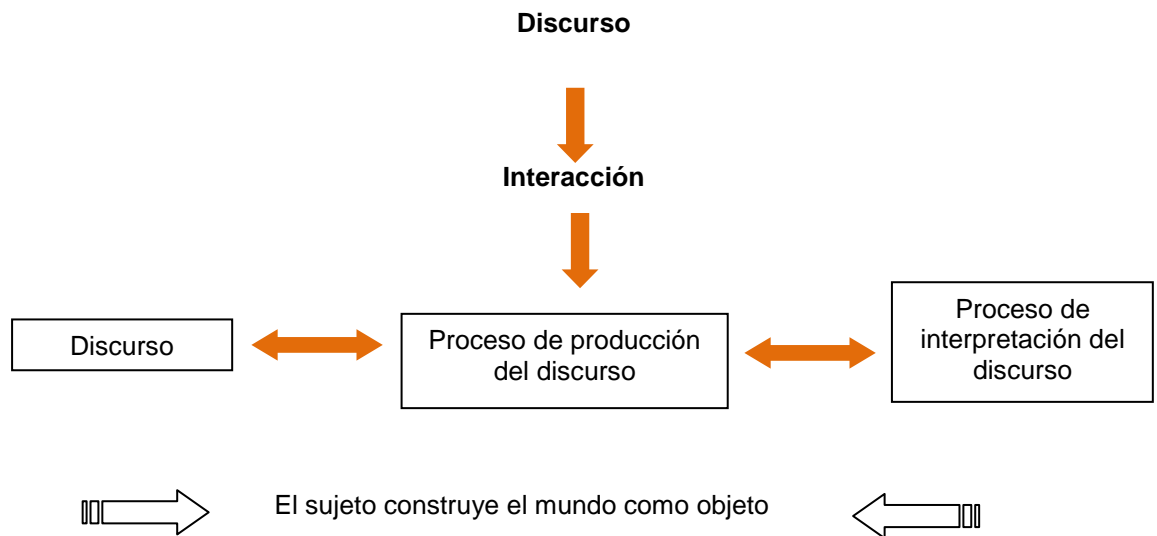 Discurso
Interacción
Discurso
Proceso de producción
del discurso
Proceso de
interpretación del
discurso
El sujeto construye el mundo como objeto